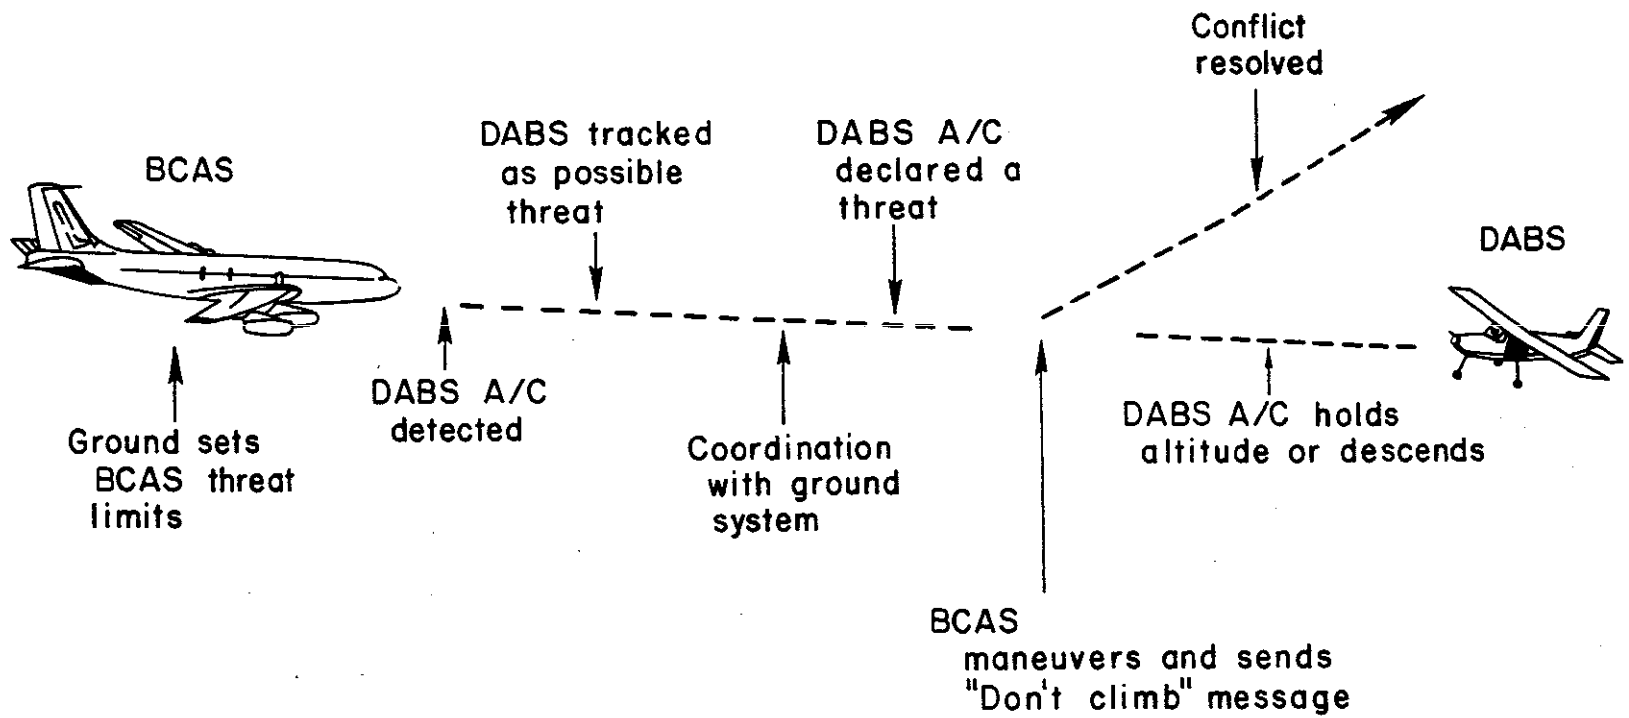 BCAS
Ground sets
BCAS threat
limits
DABS A/C
detected
DABS tracked
as possible
threat
Coordination
with ground
system
DABS A/C
declared a
threat
BCAS
maneuvers and sends
"Don't climb" message
Conflict
resolved
DABS A/C holds
altitude or descends
DABS